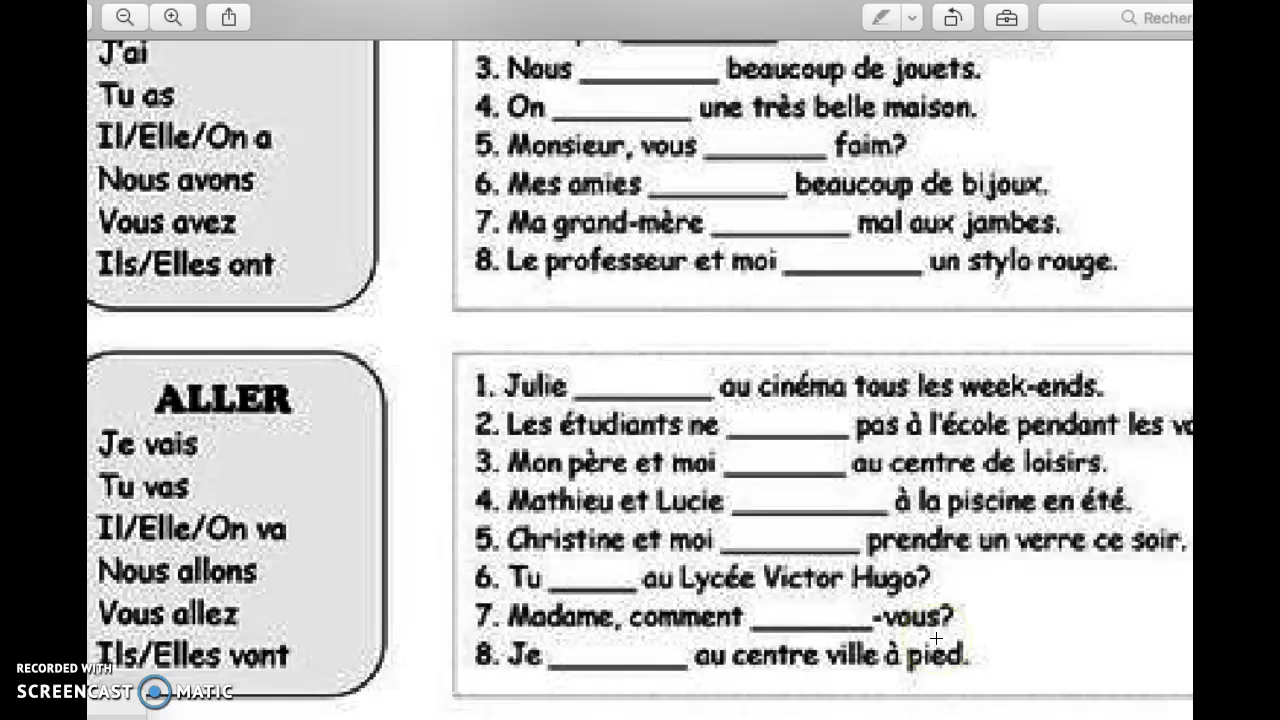 Recher
J'ai
Tu as
Il/Elle/On a
Nous avons
Vous avez
Ils/Elles ont
3. Nous __________ beaucoup de jouets.
4. On __________ une très belle maison.
5. Monsieur, vous _________ faim?
6. Mes amies __________ beaucoup de bijoux.
7. Ma grand-mère __________ mal aux jambes.
8. Le professeur et moi __________ un stylo rouge.
ALLER
Je vais
Tu vas
Il/Elle/On va
Nous allons
Vous allez
Ils/Elles vont
1. Julie __________ au cinéma tous les week-ends.
2. Les étudiants ne _________ pas à l'école pendant les va
3. Mon père et moi _________ au centre de loisirs.
4. Mathieu et Lucie ___________ à la piscine en été.
5. Christine et moi __________ prendre un verre ce soir.
6. Tu ______ au Lycée Victor Hugo?
7. Madame, comment _________-vous?
8. Je __________ au centre ville à pied.
RECORDED WITH
SCREENCAST MATIC